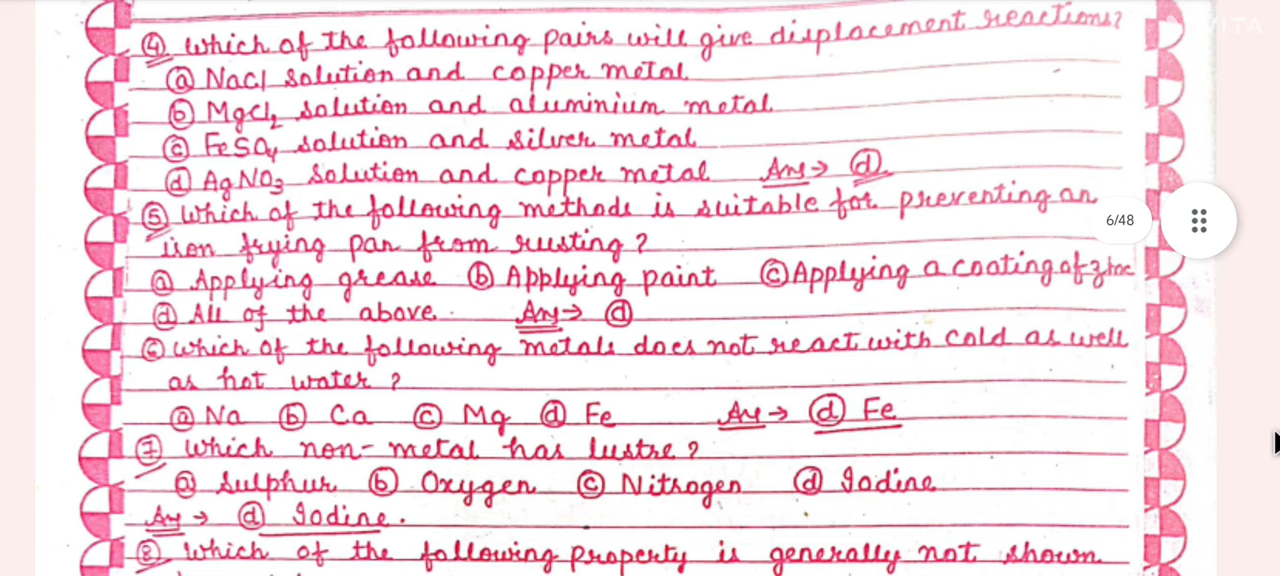 ④ Which of the following pairs will give displacement reactions?
ⓐ NaCl solution and copper metal
ⓑ MgCl₂ solution and aluminium metal
ⓒ FeSO₄ solution and silver metal
ⓓ AgNO₃ solution and copper metal Ans→ ⓓ
⑤ Which of the following methods is suitable for preventing an
iron frying pan from rusting?
6/48
ⓐ Applying grease ⓑ Applying paint ⓒ Applying a coating of zinc
ⓓ All of the above. Ans→ ⓓ
⑥ Which of the following metals does not react with cold as well
as hot water?
ⓐ Na ⓑ Ca ⓒ Mg ⓓ Fe Ans→ ⓓ Fe
⑦ Which non-metal has lustre?
ⓐ Sulphur ⓑ Oxygen ⓒ Nitrogen ⓓ Iodine
Ans→ ⓓ Iodine.
⑧ Which of the following property is generally not shown